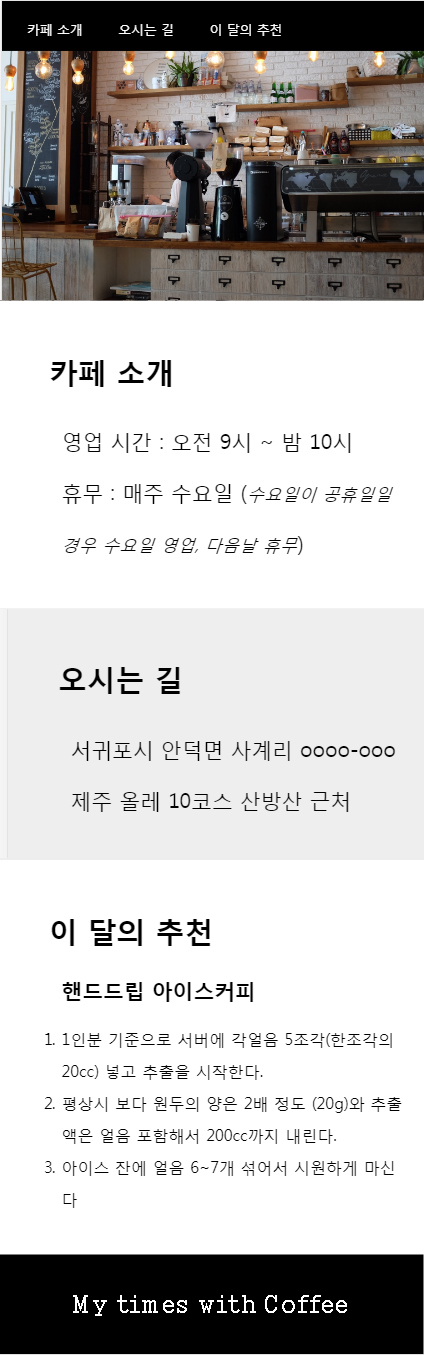 카페 소개 오시는 길 이 달의 추천
카페 소개
영업 시간 : 오전 9시 ~ 밤 10시
휴무 : 매주 수요일 (수요일이 공휴일일
경우 수요일 영업, 다음날 휴무)
오시는 길
서귀포시 안덕면 사계리 oooo-ooo
제주 올레 10코스 산방산 근처
이 달의 추천
핸드드립 아이스커피
1. 1인분 기준으로 서버에 각얼음 5조각(한조각의
20cc) 넣고 추출을 시작한다.
2. 평상시 보다 원두의 양은 2배 정도 (20g)와 추출
액은 얼음 포함해서 200cc까지 내린다.
3. 아이스 잔에 얼음 6~7개 섞어서 시원하게 마신
다
My times with Coffee